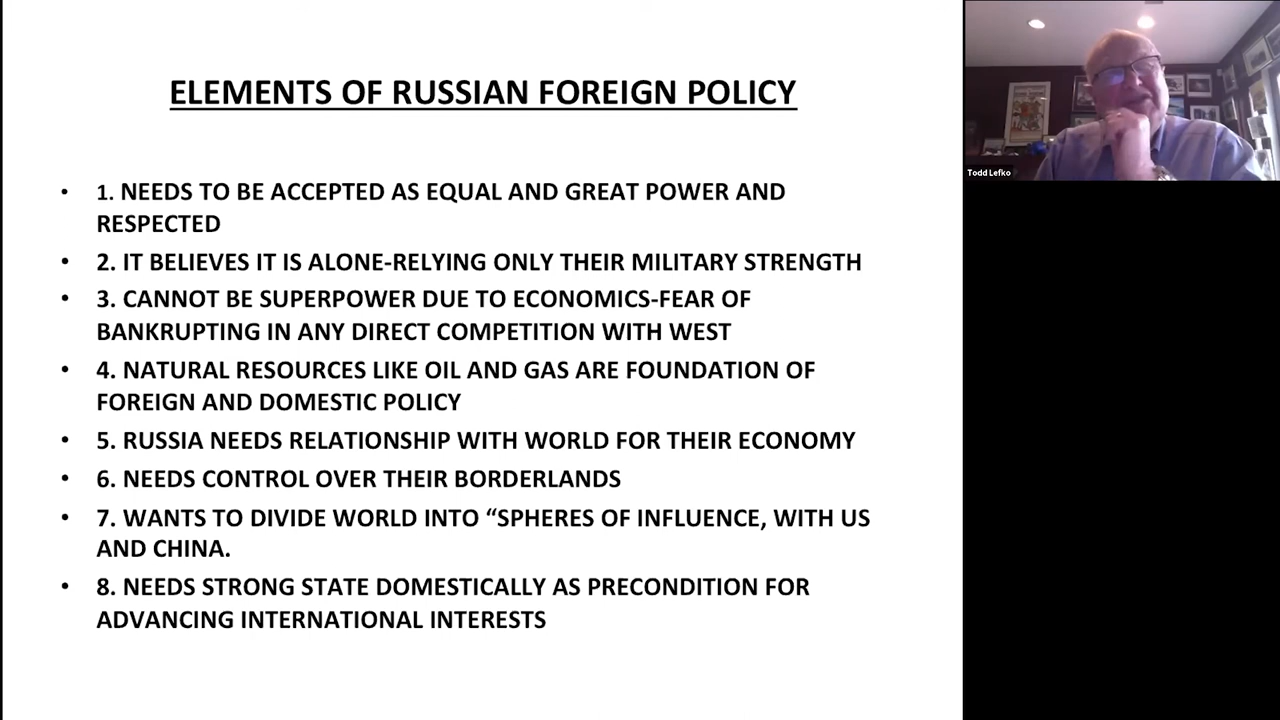 ELEMENTS OF RUSSIAN FOREIGN POLICY
• 1. NEEDS TO BE ACCEPTED AS EQUAL AND GREAT POWER AND
RESPECTED
• 2. IT BELIEVES IT IS ALONE-RELYING ONLY THEIR MILITARY STRENGTH
• 3. CANNOT BE SUPERPOWER DUE TO ECONOMICS-FEAR OF
BANKRUPTING IN ANY DIRECT COMPETITION WITH WEST
• 4. NATURAL RESOURCES LIKE OIL AND GAS ARE FOUNDATION OF
FOREIGN AND DOMESTIC POLICY
• 5. RUSSIA NEEDS RELATIONSHIP WITH WORLD FOR THEIR ECONOMY
• 6. NEEDS CONTROL OVER THEIR BORDERLANDS
• 7. WANTS TO DIVIDE WORLD INTO “SPHERES OF INFLUENCE, WITH US
AND CHINA.
• 8. NEEDS STRONG STATE DOMESTICALLY AS PRECONDITION FOR
ADVANCING INTERNATIONAL INTERESTS
Todd Lefko